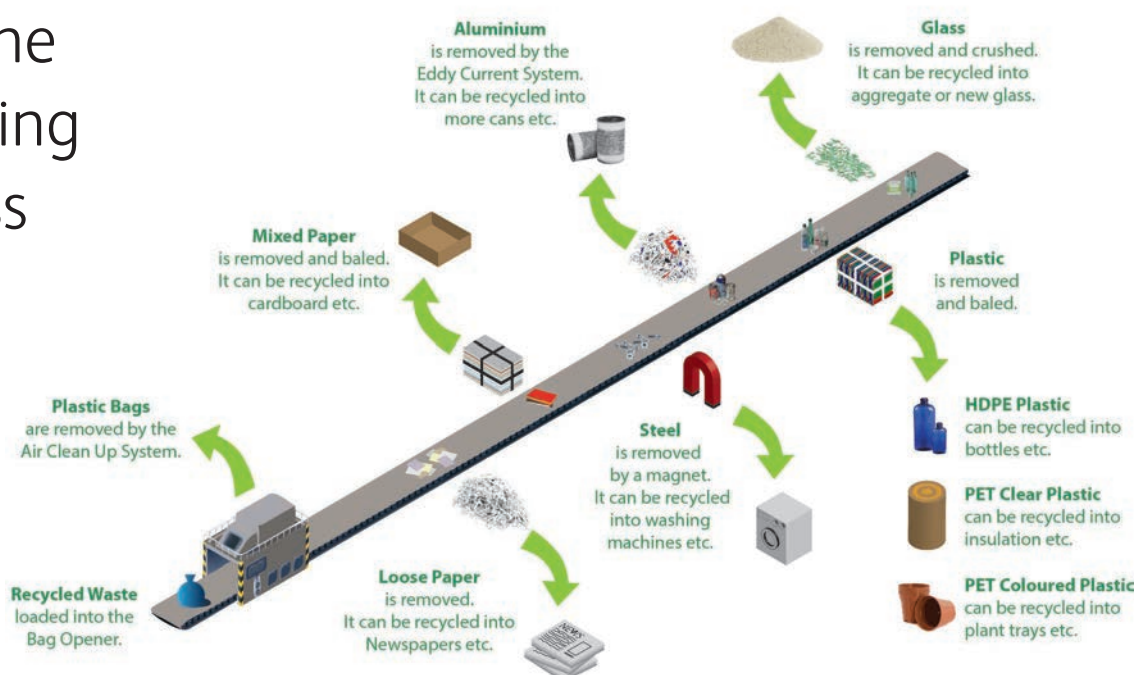 ne
ing
ss
Aluminium
is removed by the
Eddy Current System.
It can be recycled into
more cans etc.
Glass
is removed and crushed.
It can be recycled into
aggregate or new glass.
Mixed Paper
is removed and baled.
It can be recycled into
cardboard etc.
Plastic
is removed
and baled.
Plastic Bags
are removed by the
Air Clean Up System.
Steel
is removed
by a magnet.
It can be recycled
into washing
machines etc.
HDPE Plastic
can be recycled into
bottles etc.
PET Clear Plastic
can be recycled into
insulation etc.
PET Coloured Plastic
can be recycled into
plant trays etc.
Recycled Waste
loaded into the
Bag Opener.
Loose Paper
is removed.
It can be recycled into
Newspapers etc.
NEWS